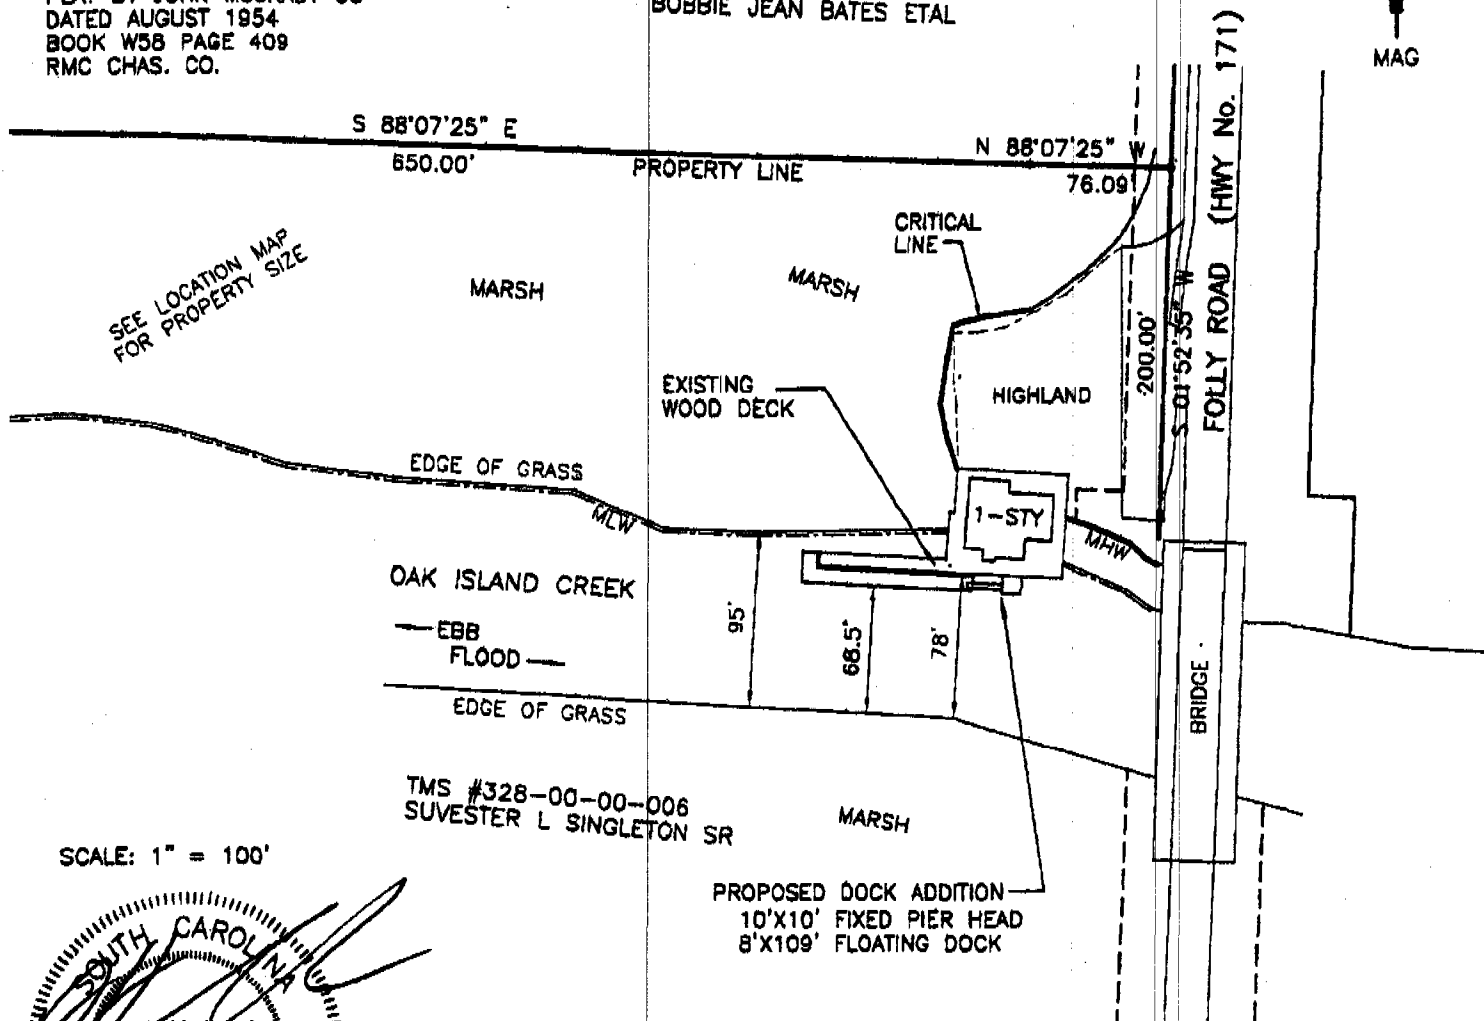 DATED AUGUST 1954
BOOK W58 PAGE 409
RMC CHAS. CO.
BOBBIE JEAN BATES ETAL
MAG
S 88°07'25" E
650.00'
PROPERTY LINE
N 88°07'25" W
76.09
CRITICAL
LINE
SEE LOCATION MAP
FOR PROPERTY SIZE
MARSH
MARSH
EXISTING
WOOD DECK
HIGHLAND
200.00'
S 01°52'35" W
FOLLY ROAD (HWY No. 171)
EDGE OF GRASS
MLW
1-STY
MHW
OAK ISLAND CREEK
EBB
FLOOD
95'
68.5'
78'
BRIDGE
EDGE OF GRASS
TMS #328-00-00-006
SUVESTER L SINGLETON SR
MARSH
SCALE: 1" = 100'
PROPOSED DOCK ADDITION
10'X10' FIXED PIER HEAD
8'X109' FLOATING DOCK
SOUTH CAROLINA